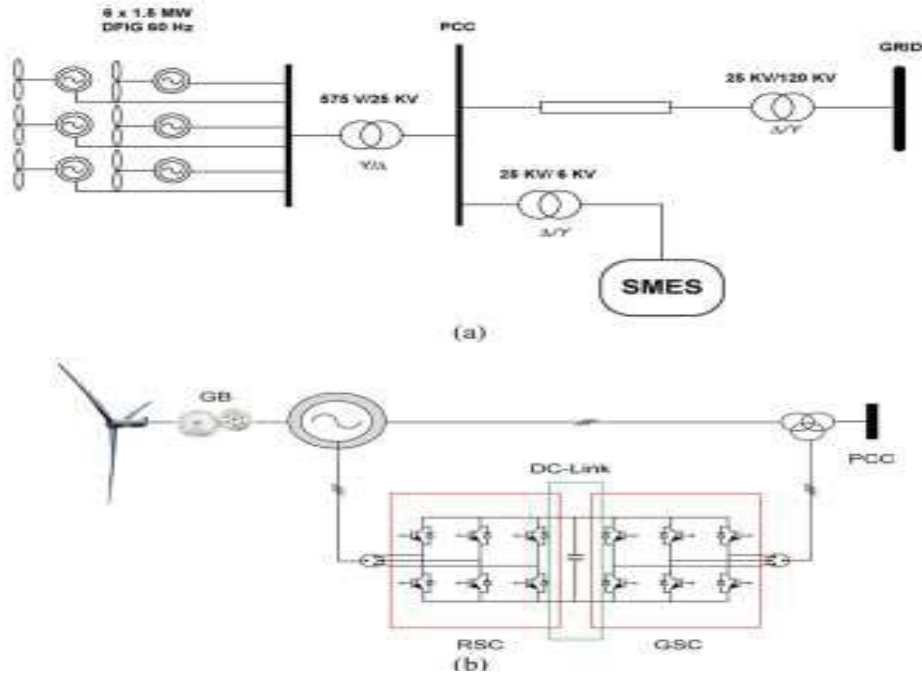 6 x 1.5 MW
DFIG 60 Hz
PCC
GRID
575 V/25 KV
Y/Δ
25 KV/120 KV
Δ/Y
25 KV/ 6 KV
Δ/Y
SMES
(a)
GB
PCC
DC-Link
RSC
GSC
(b)